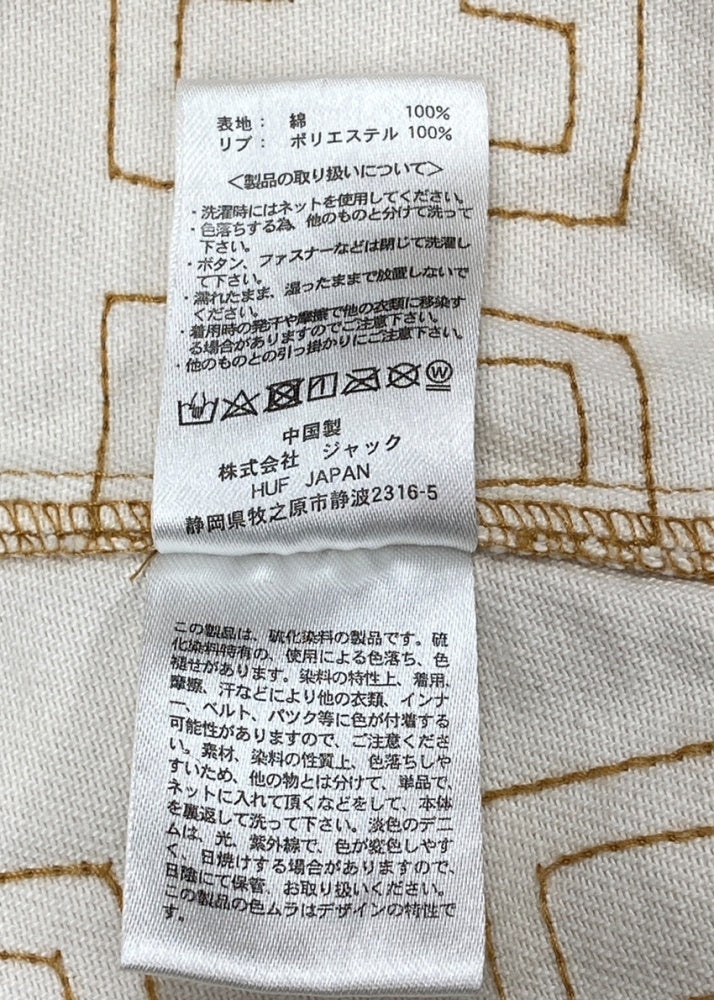 表地： 綿 100%
リブ： ポリエステル 100%
＜製品の取り扱いについて＞
・洗濯時にはネットを使用してください。
・色落ちする為、他のものと分けて洗って
下さい。
・ボタン、ファスナーなどは閉じて洗濯し
て下さい。
・濡れたまま、湿ったままで放置しないで
ください。
・着用時の発汗や摩擦で他の衣類に移染す
る場合がありますのでご注意下さい。
・他のものとの引っ掛かりにご注意下さい。
W
中国製
株式会社 ジャック
HUF JAPAN
静岡県牧之原市静波2316-5
この製品は、硫化染料の製品です。硫
化染料特有の、使用による色落ち、色
褪せがあります。染料の特性上、着用、
摩擦、汗などにより他の衣類、インナ
ー、ベルト、バック等に色が付着する
可能性がありますので、ご注意くださ
い。素材、染料の性質上、色落ちしや
すいため、他の物とは分けて、単品で、
ネットに入れて頂くなどをして、本体
を裏返して洗って下さい。淡色のデニ
ムは、光、紫外線で、色が変色しやす
く、日焼けする場合がありますので、
日陰にて保管、お取り扱いください。
この製品の色ムラはデザインの特性で
す。